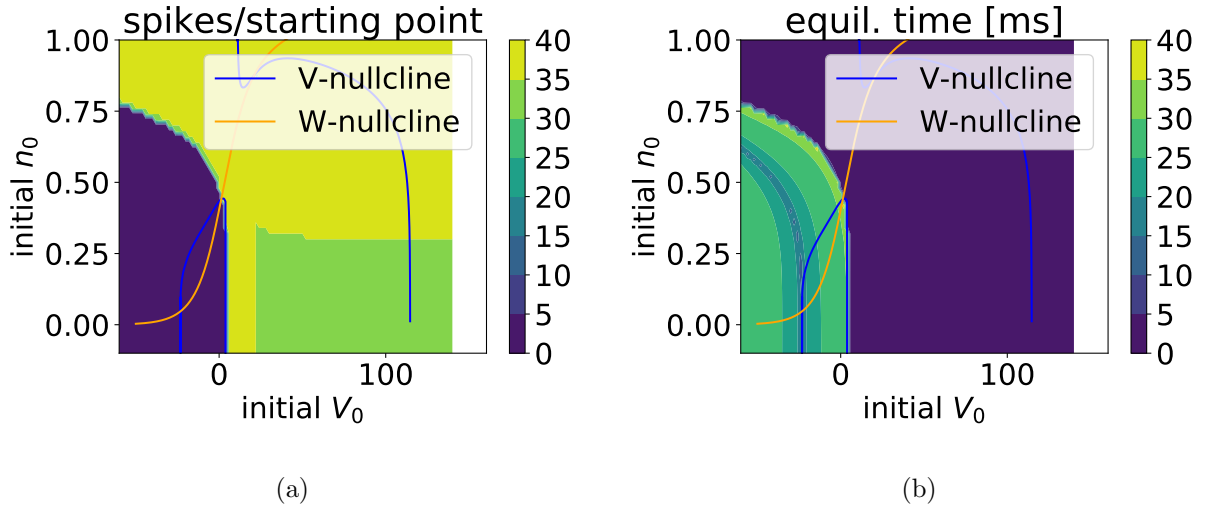 spikes/starting point
1.00
0.75
0.50
0.25
0.00
initial n₀
V-nullcline
W-nullcline
0
100
initial V₀
40
35
30
25
20
15
10
5
0
(a)
equil. time [ms]
1.00
0.75
0.50
0.25
0.00
initial n₀
V-nullcline
W-nullcline
0
100
initial V₀
40
35
30
25
20
15
10
5
0
(b)